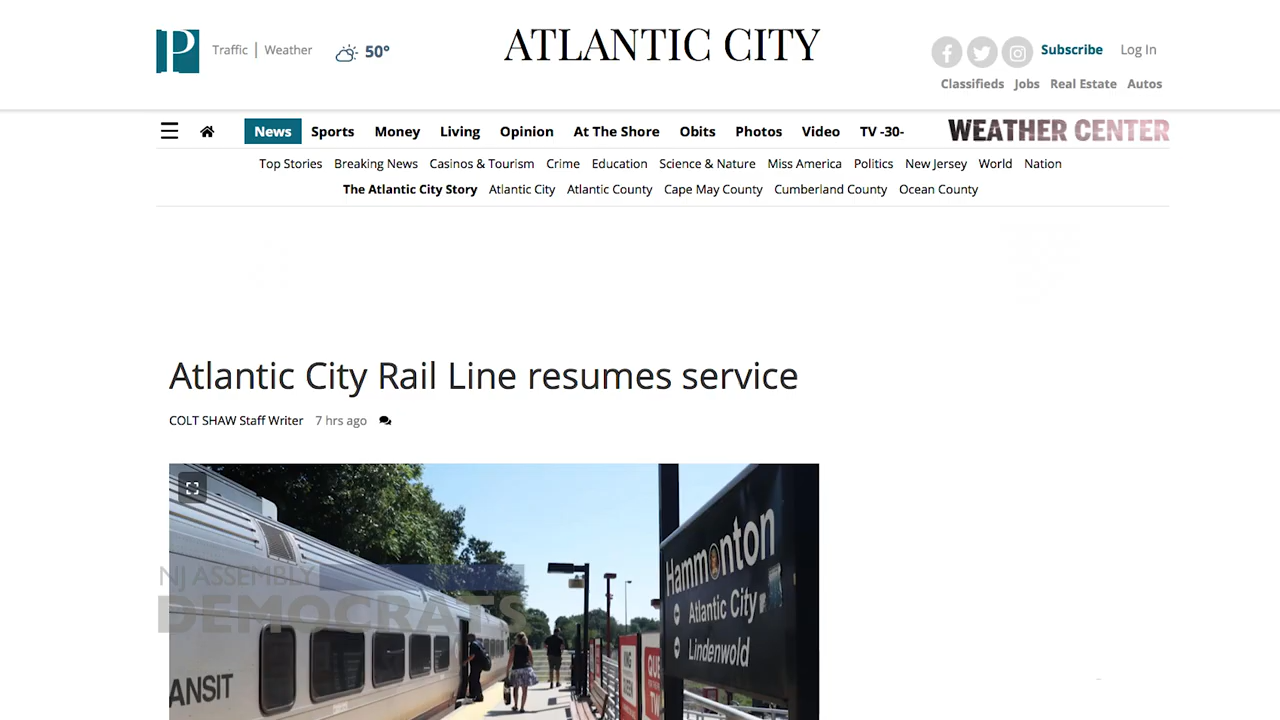 P
Traffic | Weather
50°
ATLANTIC CITY
Subscribe
Log In
Classifieds Jobs Real Estate Autos
News Sports Money Living Opinion At The Shore Obits Photos Video TV -30-
WEATHER CENTER
Top Stories Breaking News Casinos & Tourism Crime Education Science & Nature Miss America Politics New Jersey World Nation
The Atlantic City Story Atlantic City Atlantic County Cape May County Cumberland County Ocean County
Atlantic City Rail Line resumes service
COLT SHAW Staff Writer 7 hrs ago
Hammonton
Atlantic City
Lindenwold
NJ ASSEMBLY
DEMOCRATS
ANSIT